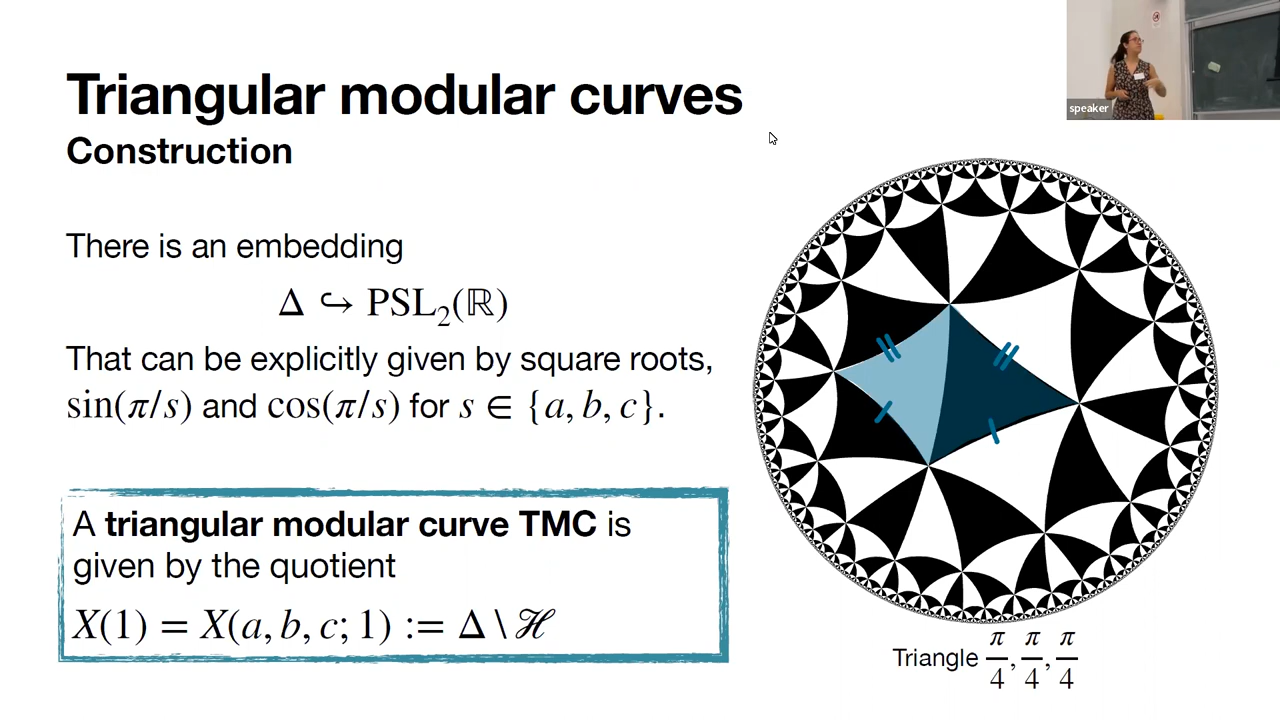 speaker
Triangular modular curves
Construction
There is an embedding
Δ ↪ PSL₂(ℝ)
That can be explicitly given by square roots,
sin(π/s) and cos(π/s) for s ∈ {a, b, c}.
A triangular modular curve TMC is
given by the quotient
X(1) = X(a, b, c; 1) := Δ \ ℋ
Triangle π/4, π/4, π/4